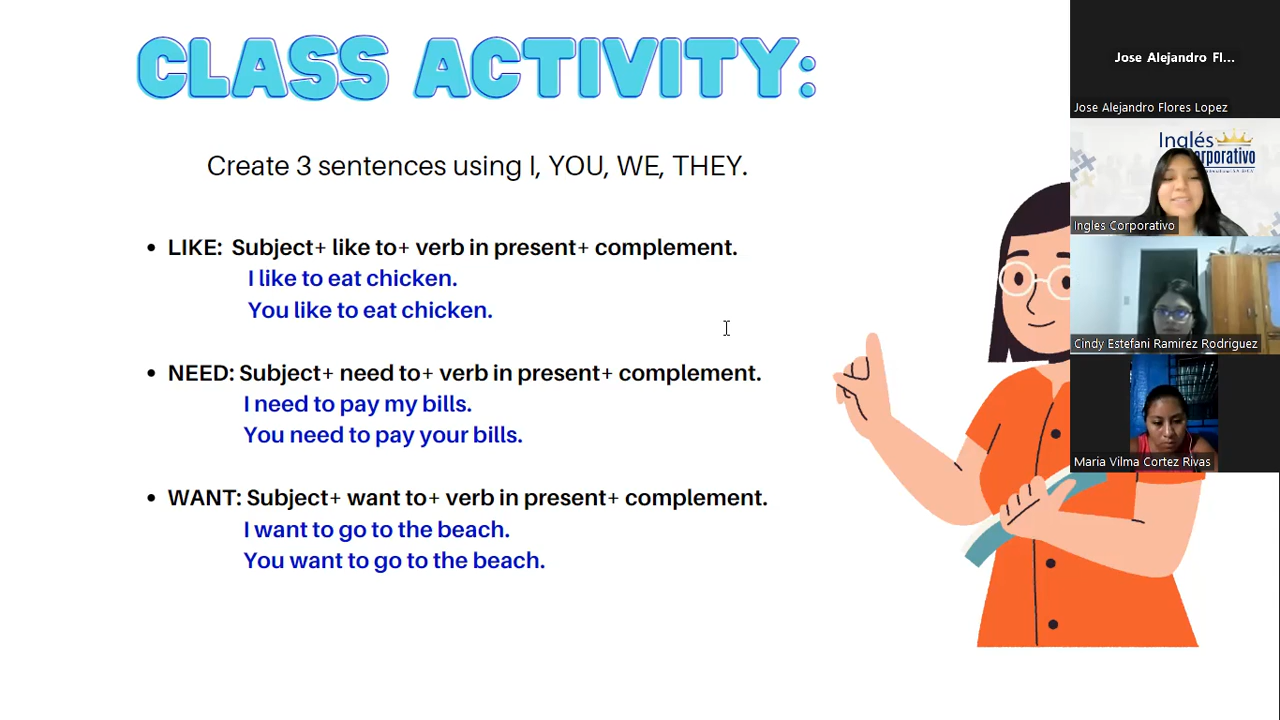 CLASS ACTIVITY:
Create 3 sentences using I, YOU, WE, THEY.
• LIKE: Subject+ like to+ verb in present+ complement.
I like to eat chicken.
You like to eat chicken.
• NEED: Subject+ need to+ verb in present+ complement.
I need to pay my bills.
You need to pay your bills.
• WANT: Subject+ want to+ verb in present+ complement.
I want to go to the beach.
You want to go to the beach.
Jose Alejandro Fl...
Jose Alejandro Flores Lopez
Inglés
Ingles Corporativo
Cindy Estefani Ramirez Rodriguez
Maria Vilma Cortez Rivas